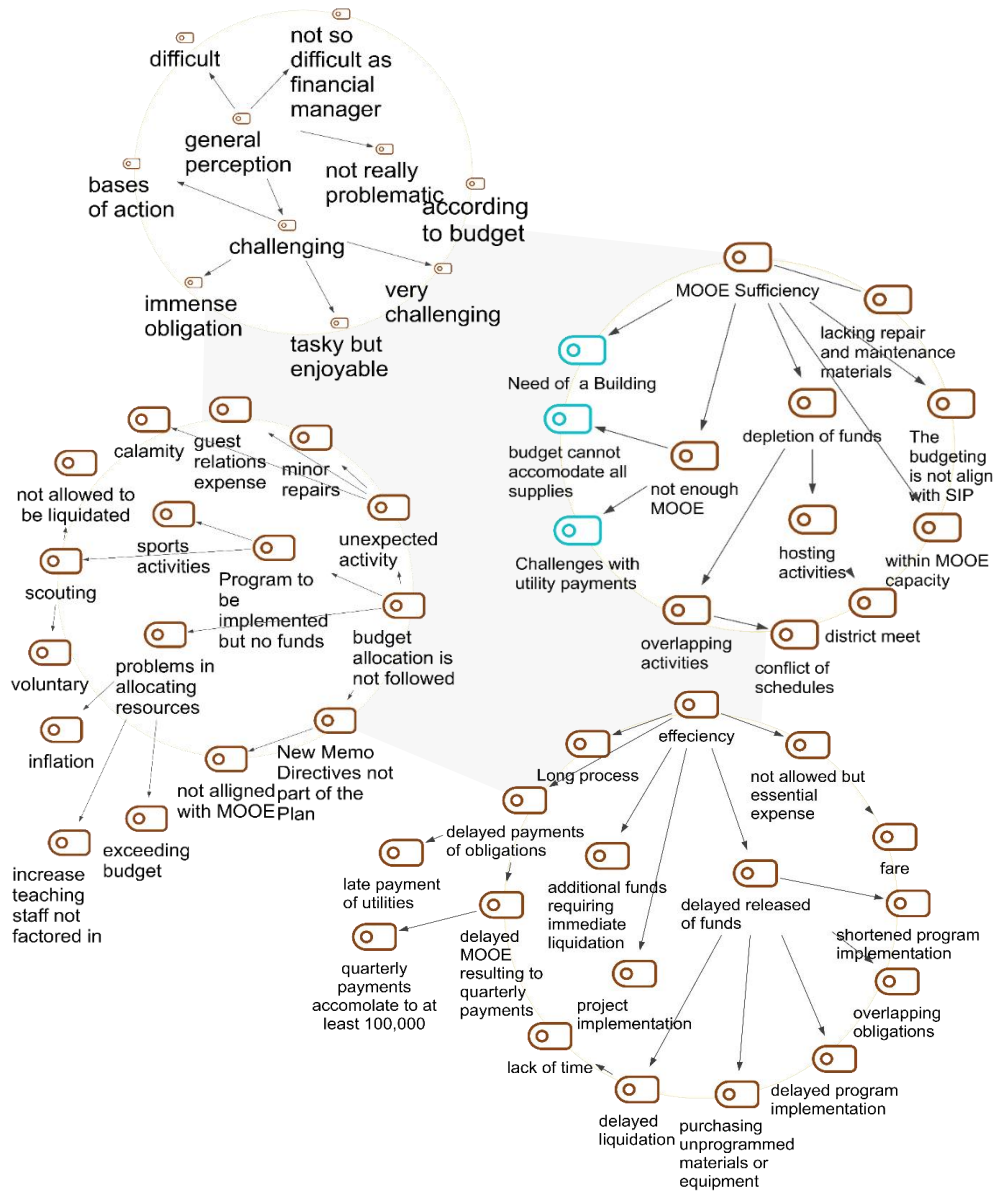 difficult
not so
difficult as
financial
manager
general
perception
not really
problematic
bases
of action
according
to budget
challenging
immense
obligation
very
challenging
tasky but
enjoyable
MOOE Sufficiency
lacking repair
and maintenance
materials
Need of a Building
budget cannot
accomodate all
supplies
not enough
MOOE
Challenges with
utility payments
depletion of funds
The
budgeting
is not align
with SIP
hosting
activities
within MOOE
capacity
district meet
overlapping
activities
conflict of
schedules
calamity
guest
relations
expense
minor
repairs
not allowed to
be liquidated
sports
activities
unexpected
activity
scouting
Program to
be
implemented
but no funds
budget
allocation is
not followed
voluntary
problems in
allocating
resources
inflation
not alligned
with MOOE
New Memo
Directives not
part of the
Plan
exceeding
budget
increase
teaching
staff not
factored in
effeciency
Long process
not allowed but
essential
expense
fare
delayed payments
of obligations
late payment
of utilities
additional funds
requiring
immediate
liquidation
delayed released
of funds
shortened program
implementation
delayed
MOOE
resulting to
quarterly
payments
quarterly
payments
accomolate to at
least 100,000
project
implementation
overlapping
obligations
lack of time
delayed
liquidation
purchasing
unprogrammed
materials or
equipment
delayed program
implementation